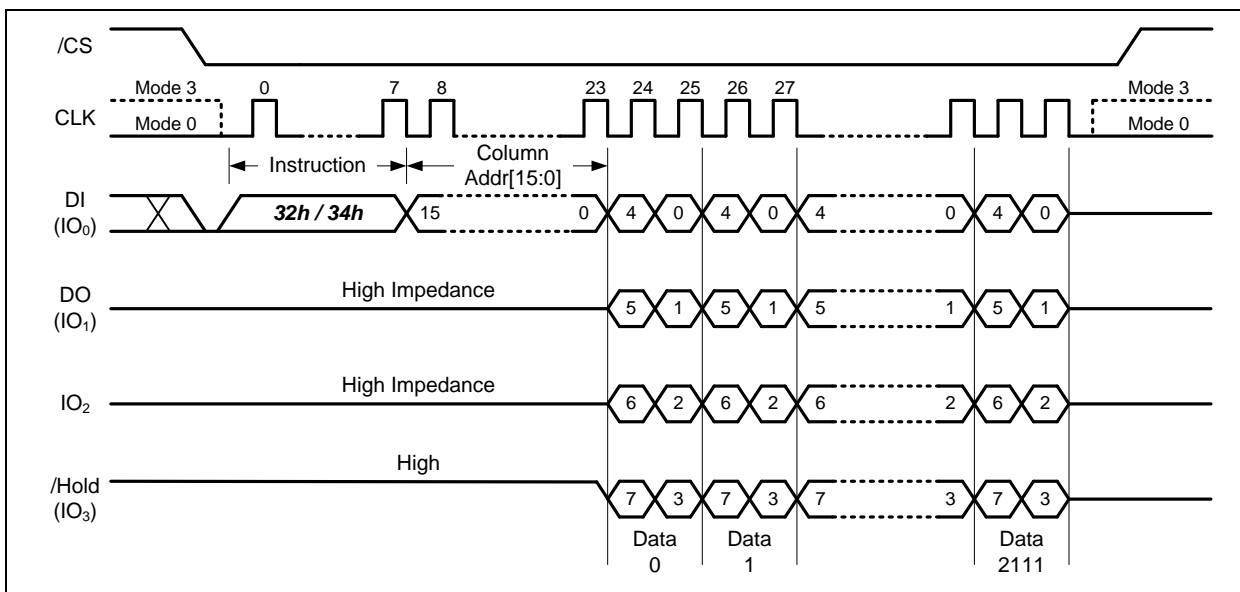 /CS
Mode 3 0 7 8 23 24 25 26 27 Mode 3
CLK
Mode 0 Mode 0
Instruction Column
Addr[15:0]
DI
(IO₀)
32h / 34h 15 0 4 0 4 0 4 0 4 0
High Impedance
DO
(IO₁)
5 1 5 1 5 1 5 1
High Impedance
IO₂ 6 2 6 2 6 2 6 2
High
/Hold
(IO₃)
7 3 7 3 7 3 7 3
Data Data Data
0 1 2111